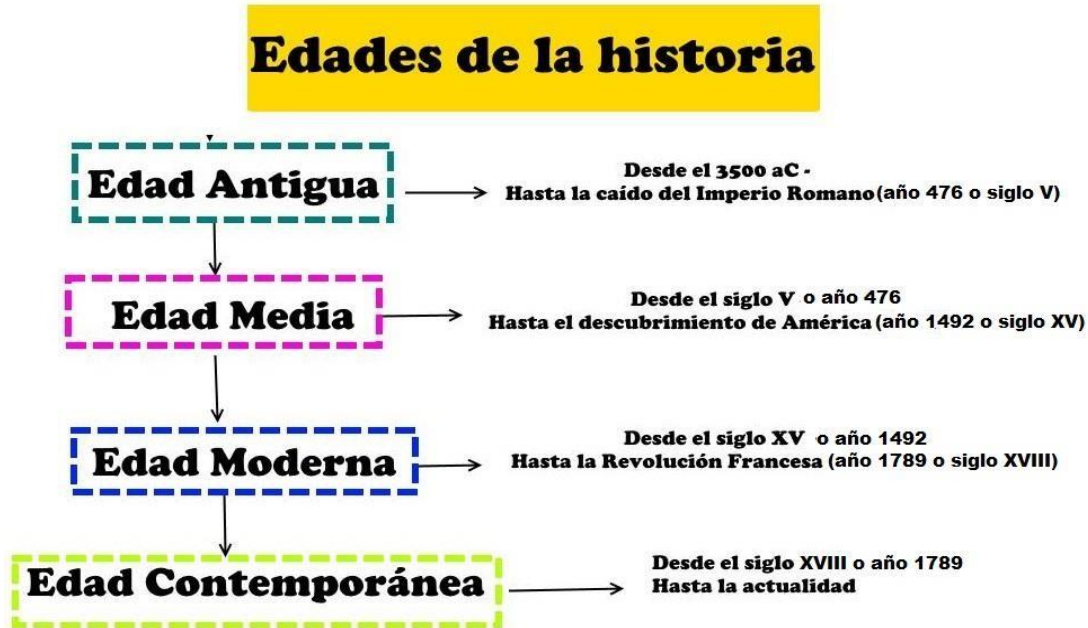 Edades de la historia
Edad Antigua
Desde el 3500 aC -
Hasta la caído del Imperio Romano (año 476 o siglo V)
Edad Media
Desde el siglo V o año 476
Hasta el descubrimiento de América (año 1492 o siglo XV)
Edad Moderna
Desde el siglo XV o año 1492
Hasta la Revolución Francesa (año 1789 o siglo XVIII)
Edad Contemporánea
Desde el siglo XVIII o año 1789
Hasta la actualidad